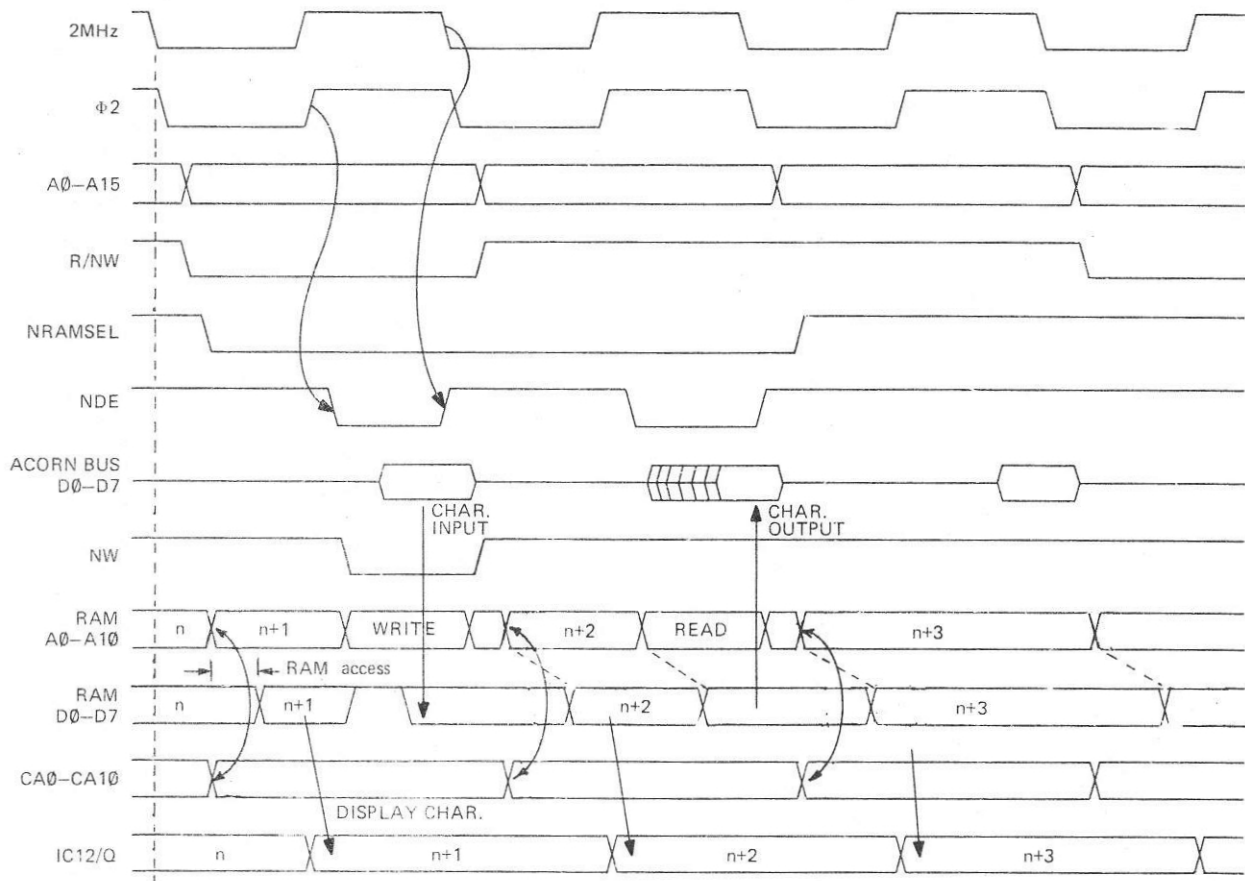 2MHz
Φ2
AØ–A15
R/NW
NRAMSEL
NDE
ACORN BUS
DØ–D7
CHAR.
INPUT
CHAR.
OUTPUT
NW
RAM
AØ–A1Ø
n
n+1
WRITE
n+2
READ
n+3
RAM access
RAM
DØ–D7
n
n+1
n+2
n+3
CAØ–CA1Ø
DISPLAY CHAR.
IC12/Q
n
n+1
n+2
n+3